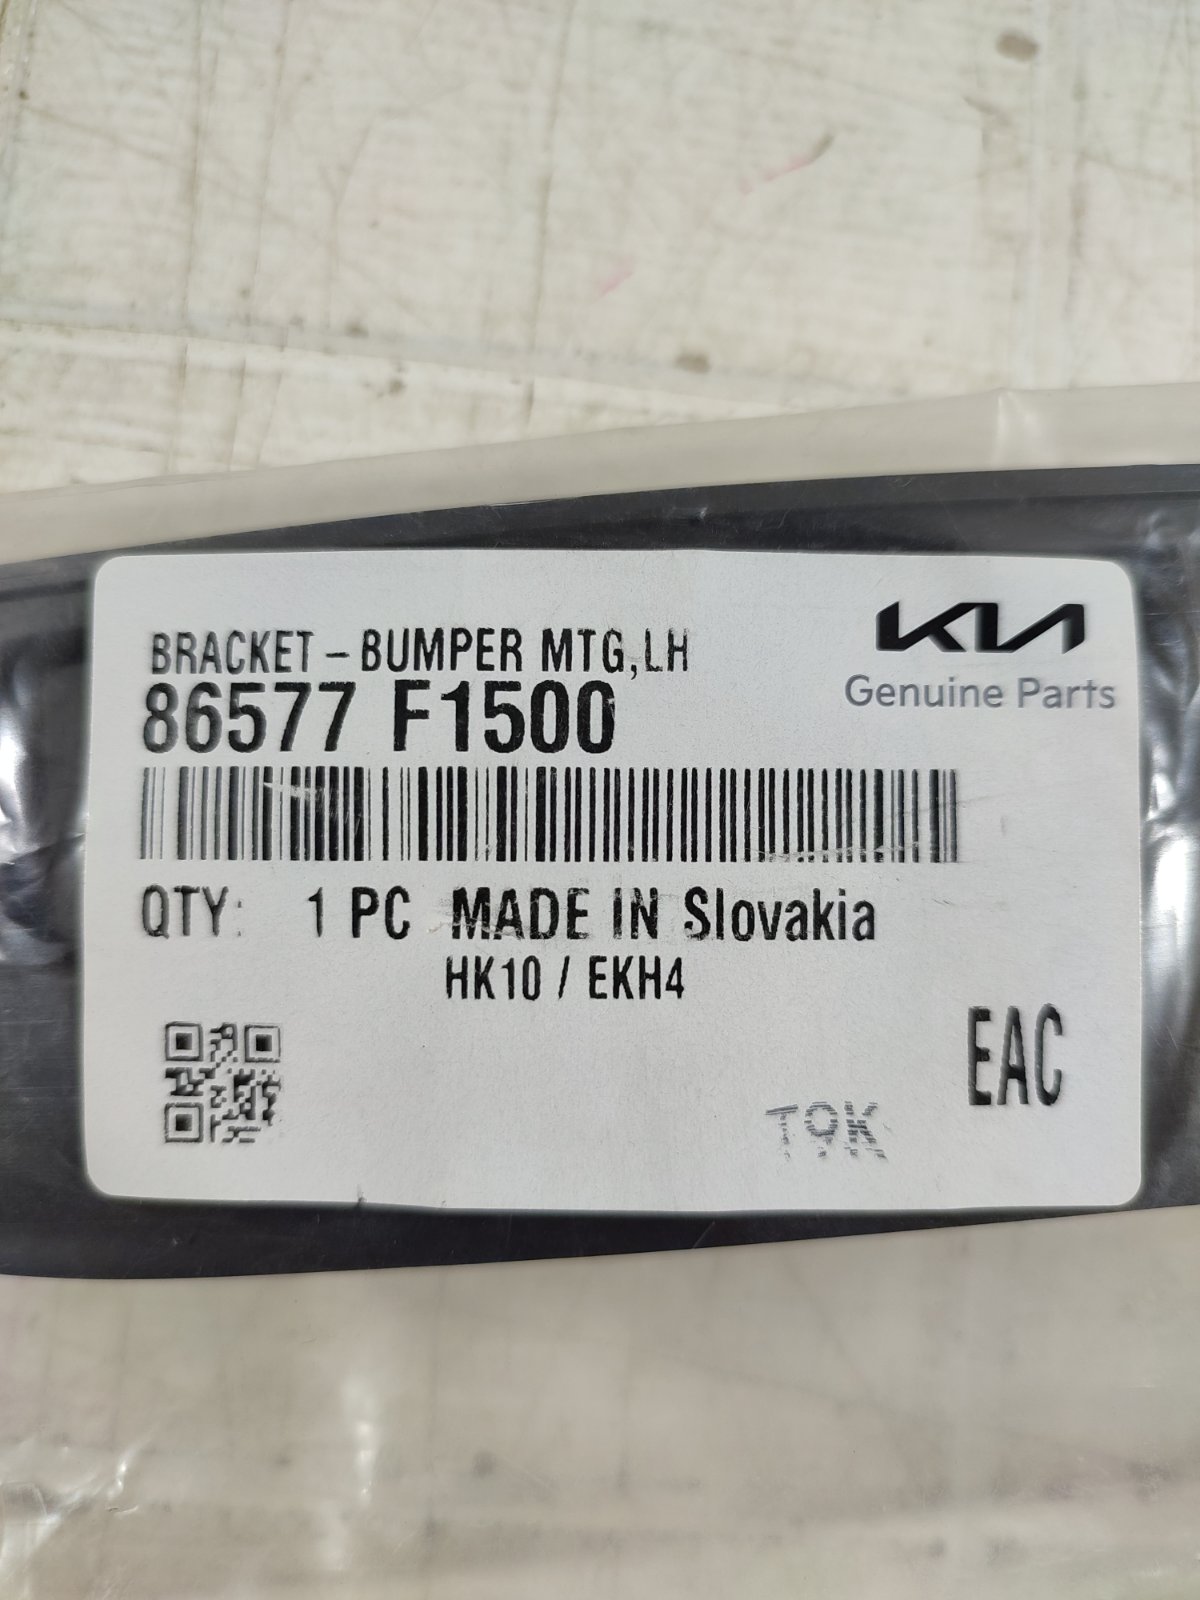 BRACKET-BUMPER MTG,LH
86577 F1500
KIA
Genuine Parts
QTY: 1 PC MADE IN Slovakia
HK10 / EKH4
EAC
T9K